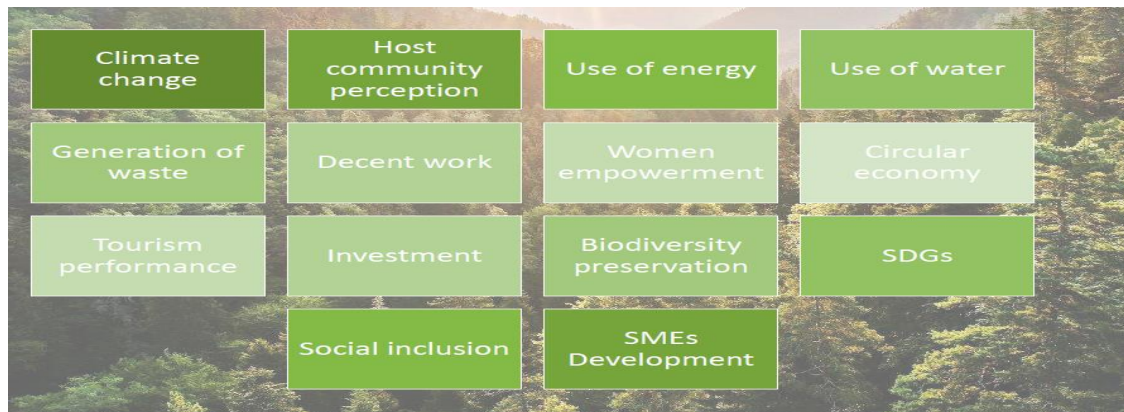 Climate
change
Host
community
perception
Use of energy
Use of water
Generation of
waste
Decent work
Women
empowerment
Circular
economy
Tourism
performance
Investment
Biodiversity
preservation
SDGs
Social inclusion
SMEs
Development